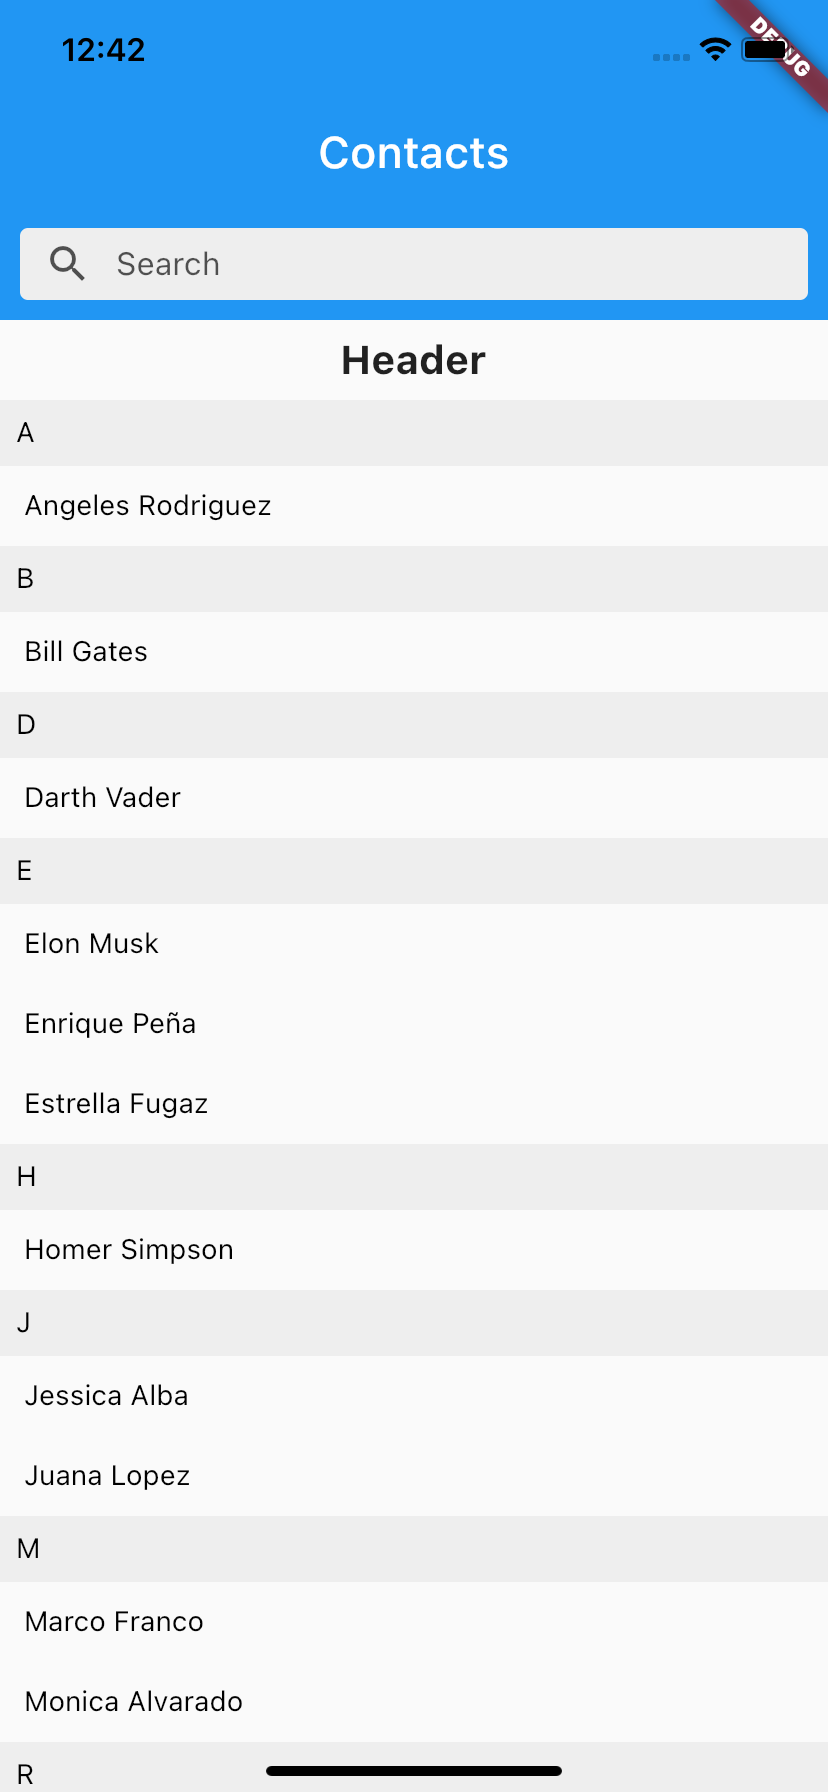 12:42
DEBUG
Contacts
Search
Header
A
Angeles Rodriguez
B
Bill Gates
D
Darth Vader
E
Elon Musk
Enrique Peña
Estrella Fugaz
H
Homer Simpson
J
Jessica Alba
Juana Lopez
M
Marco Franco
Monica Alvarado
R